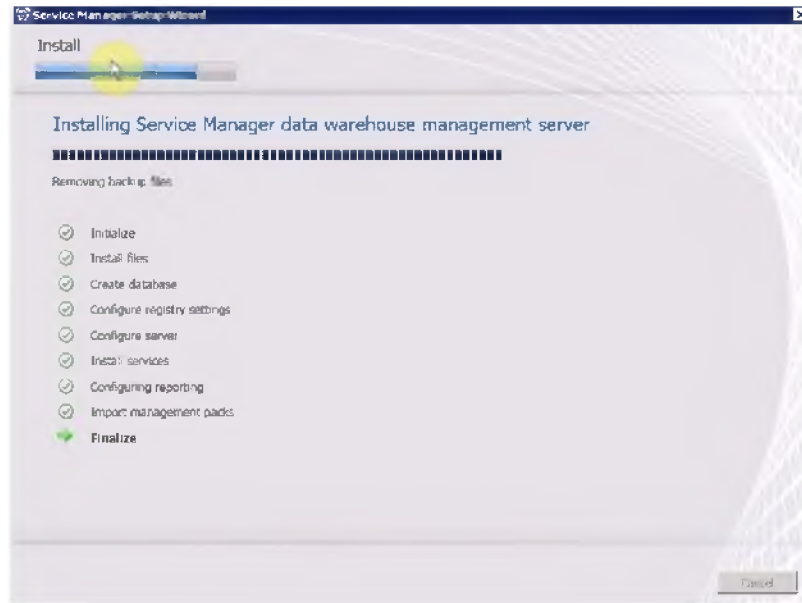 Service Manager Setup Wizard
Install
Installing Service Manager data warehouse management server
Removing backup files
Initialize
Install files
Create database
Configure registry settings
Configure server
Install services
Configuring reporting
Import management packs
Finalize
Cancel